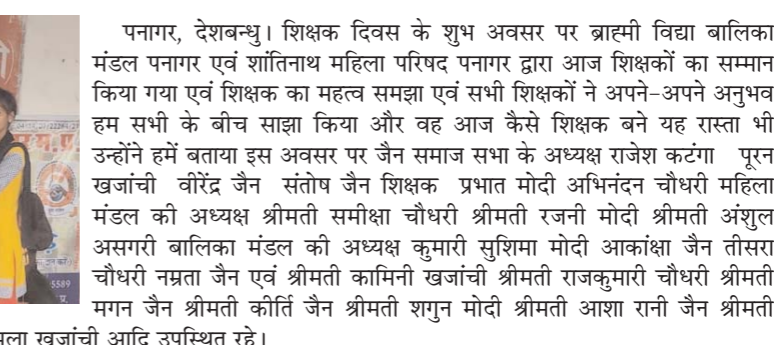 पनागर, देशबन्धु। शिक्षक दिवस के शुभ अवसर पर ब्राह्मी विद्या बालिका
मंडल पनागर एवं शांतिनाथ महिला परिषद पनागर द्वारा आज शिक्षकों का सम्मान
किया गया एवं शिक्षक का महत्व समझा एवं सभी शिक्षकों ने अपने-अपने अनुभव
हम सभी के बीच साझा किया और वह आज कैसे शिक्षक बने यह रास्ता भी
उन्होंने हमें बताया इस अवसर पर जैन समाज सभा के अध्यक्ष राजेश कटंगा पूरन
खजांची वीरेंद्र जैन संतोष जैन शिक्षक प्रभात मोदी अभिनंदन चौधरी महिला
मंडल की अध्यक्ष श्रीमती समीक्षा चौधरी श्रीमती रजनी मोदी श्रीमती अंशुल
असगरी बालिका मंडल की अध्यक्ष कुमारी सुशिमा मोदी आकांक्षा जैन तीसरा
चौधरी नम्रता जैन एवं श्रीमती कामिनी खजांची श्रीमती राजकुमारी चौधरी श्रीमती
मगन जैन श्रीमती कीर्ति जैन श्रीमती शगुन मोदी श्रीमती आशा रानी जैन श्रीमती
खजांची आदि उपस्थित रहे।
5589